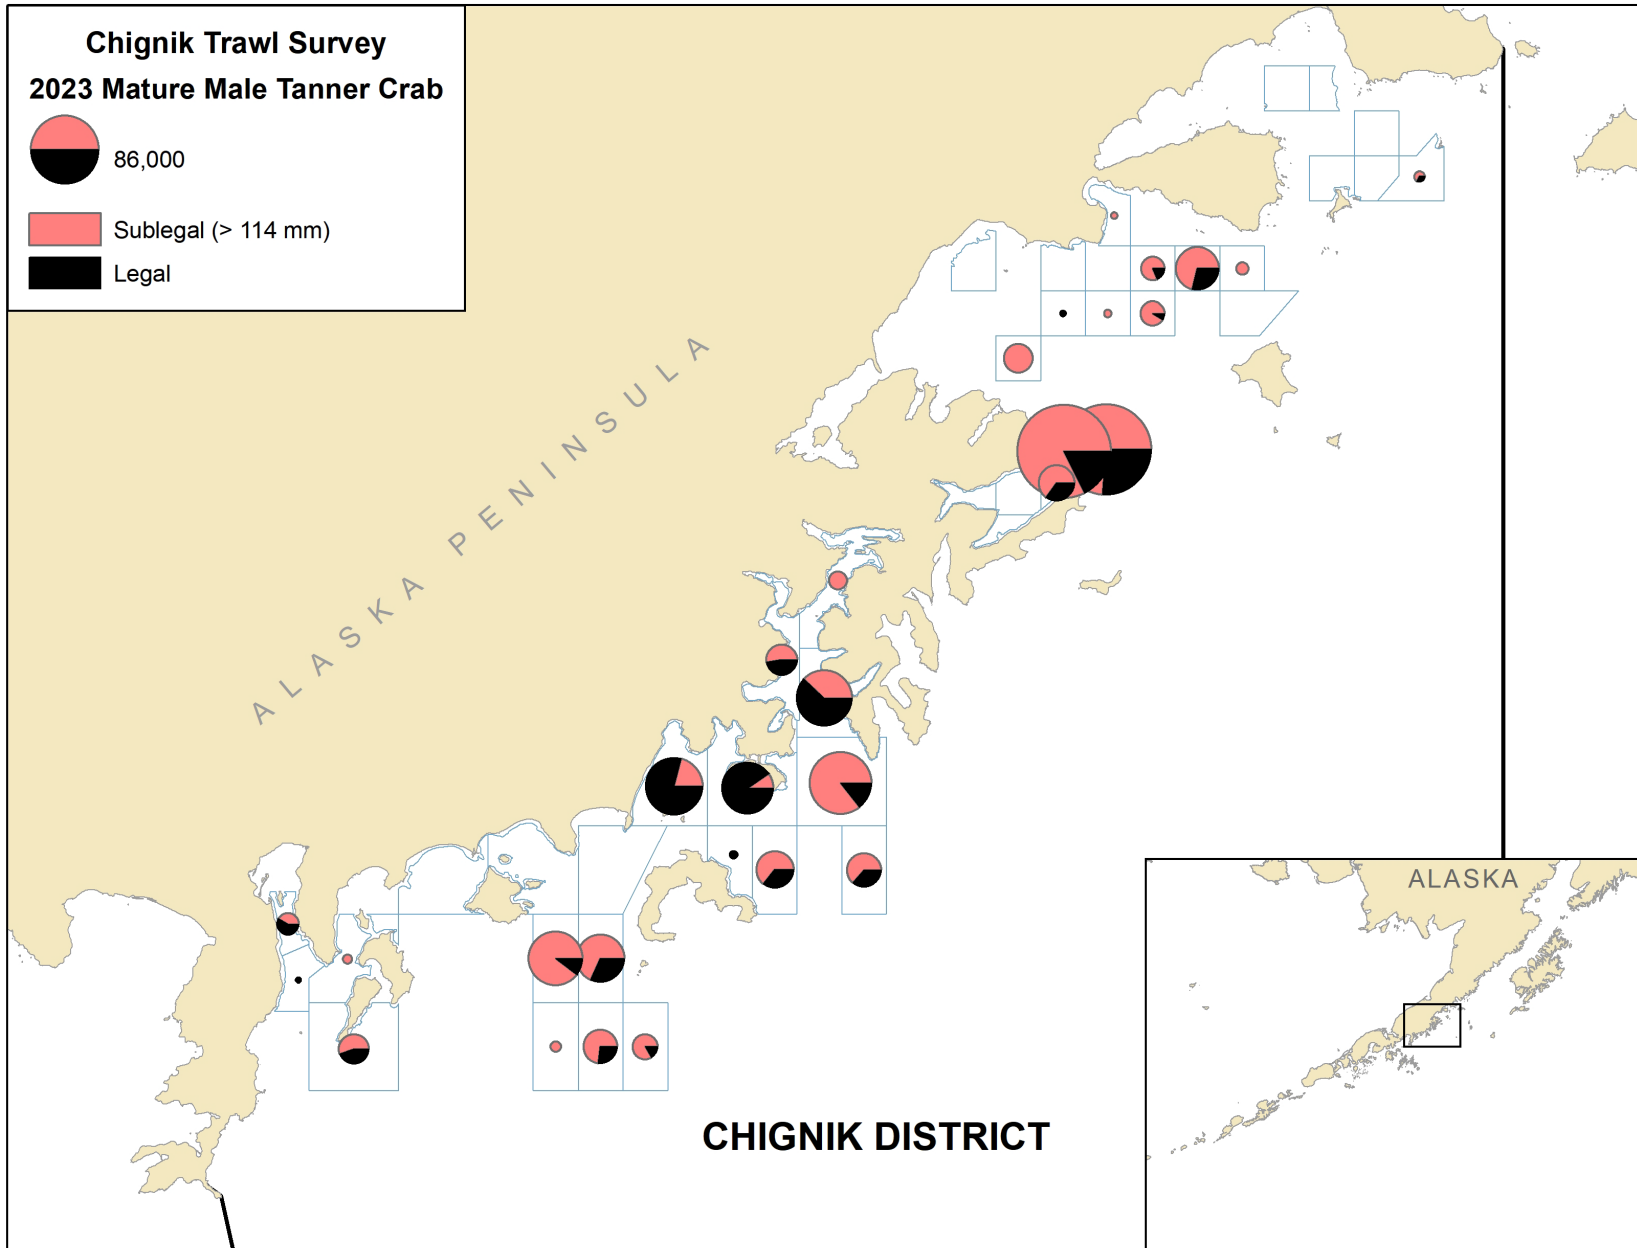 Chignik Trawl Survey
2023 Mature Male Tanner Crab
86,000
Sublegal (> 114 mm)
Legal
ALASKA PENINSULA
ALASKA
CHIGNIK DISTRICT